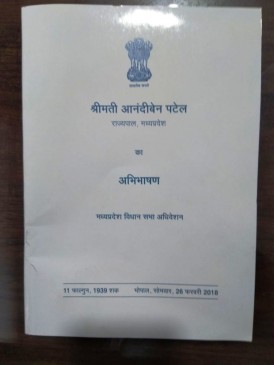 श्रीमती आनंदीबेन पटेल
राज्यपाल, मध्यप्रदेश
का
अभिभाषण
मध्यप्रदेश विधान सभा अधिवेशन
11 फाल्गुन, 1939 शक भोपाल, सोमवार, 26 फरवरी 2018